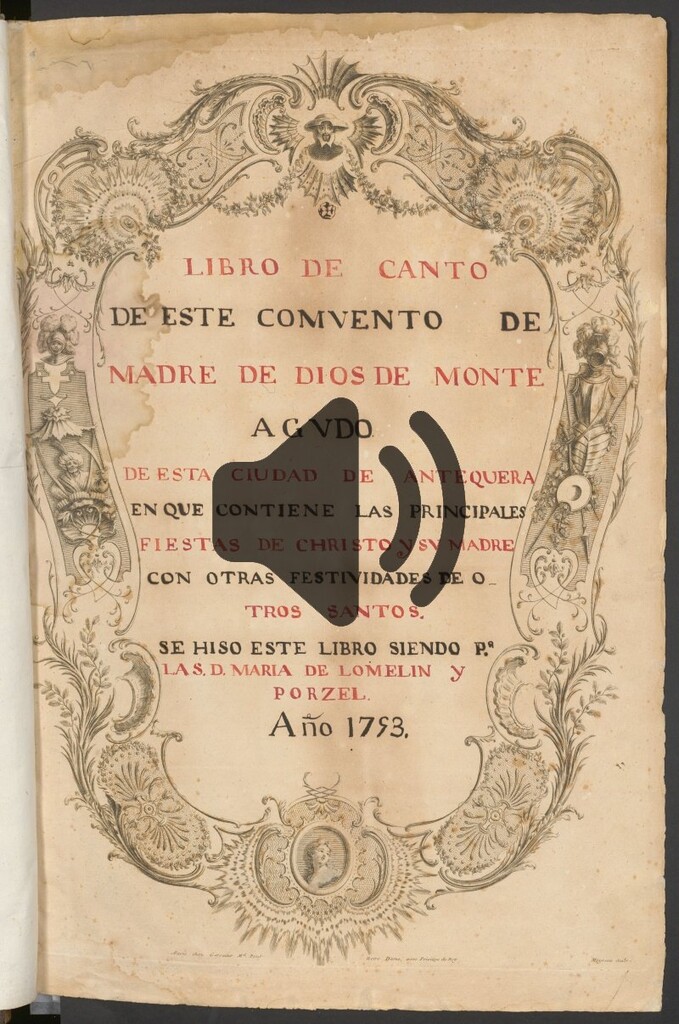 LIBRO DE CANTO
DE ESTE COMVENTO DE
MADRE DE DIOS DE MONTE
AGVDO
DE ESTA CIUDAD DE ANTEQUERA
EN QUE CONTIENE LAS PRINCIPALES
FIESTAS DE CHRISTO Y SV MADRE
CON OTRAS FESTIVIDADES DE O-
TROS SANTOS.
SE HISO ESTE LIBRO SIENDO P.ª
LA S. D. MARIA DE LOMELIN Y
PORZEL.
Año 1793.